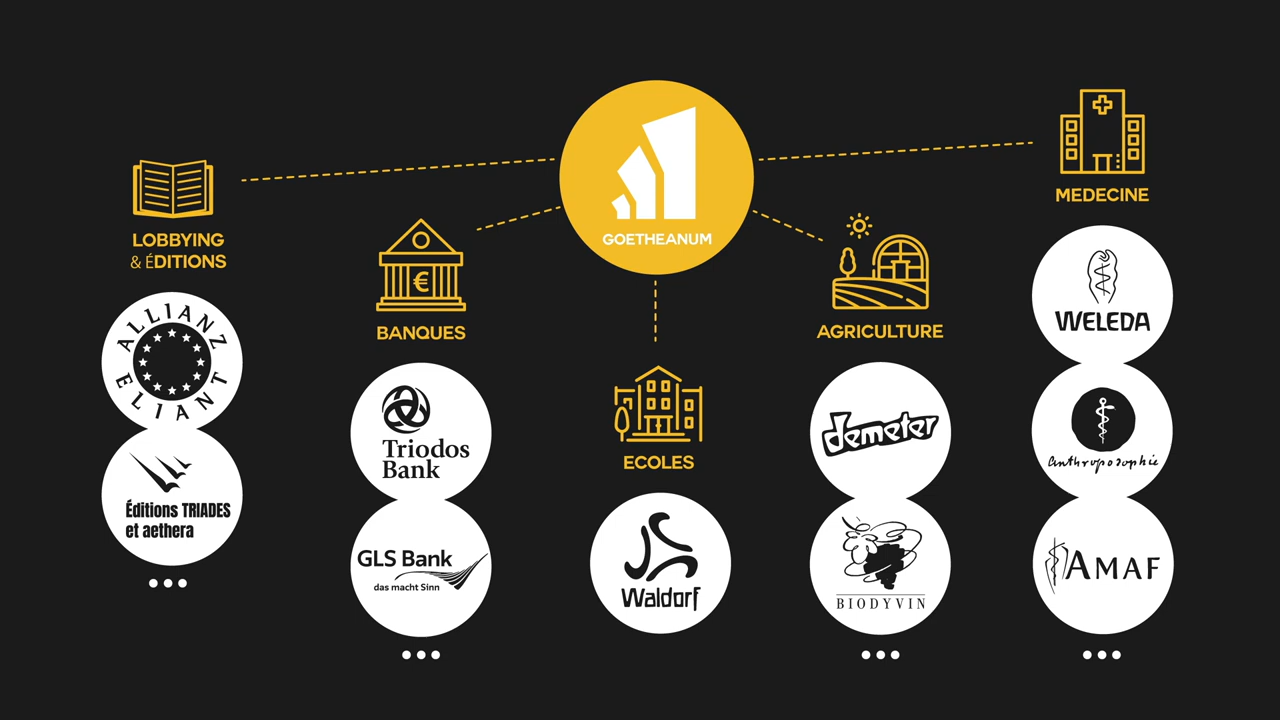 GOETHEANUM
LOBBYING
& ÉDITIONS
ALLIANZ
ELIANT
Éditions TRIADES
et aethera
BANQUES
€
Triodos
Bank
GLS Bank
das macht Sinn
ECOLES
Waldorf
AGRICULTURE
demeter
BIODYVIN
MEDECINE
WELEDA
Anthroposophie
AMAF